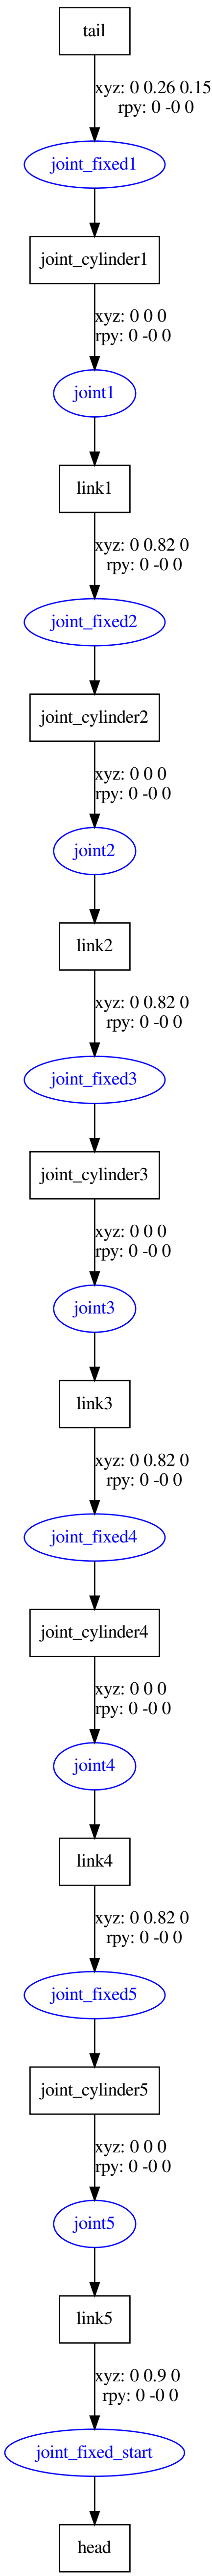 tail
xyz: 0 0.26 0.15
rpy: 0 -0 0
joint_fixed1
joint_cylinder1
xyz: 0 0 0
rpy: 0 -0 0
joint1
link1
xyz: 0 0.82 0
rpy: 0 -0 0
joint_fixed2
joint_cylinder2
xyz: 0 0 0
rpy: 0 -0 0
joint2
link2
xyz: 0 0.82 0
rpy: 0 -0 0
joint_fixed3
joint_cylinder3
xyz: 0 0 0
rpy: 0 -0 0
joint3
link3
xyz: 0 0.82 0
rpy: 0 -0 0
joint_fixed4
joint_cylinder4
xyz: 0 0 0
rpy: 0 -0 0
joint4
link4
xyz: 0 0.82 0
rpy: 0 -0 0
joint_fixed5
joint_cylinder5
xyz: 0 0 0
rpy: 0 -0 0
joint5
link5
xyz: 0 0.9 0
rpy: 0 -0 0
joint_fixed_start
head